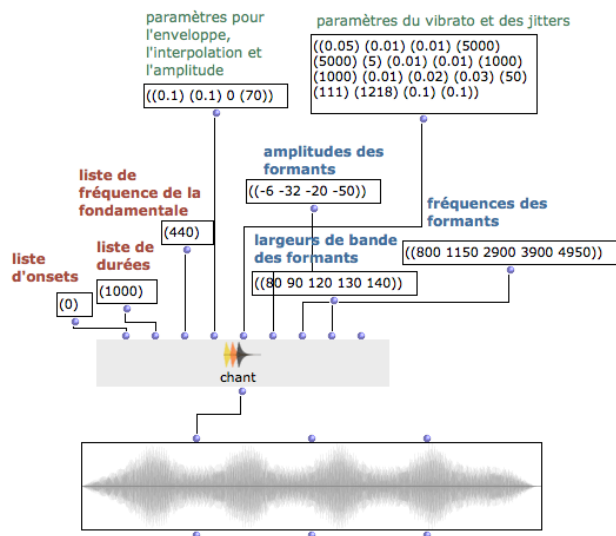 paramètres pour
l'enveloppe,
l'interpolation et
l'amplitude
((0.1) (0.1) 0 (70))
paramètres du vibrato et des jitters
((0.05) (0.01) (0.01) (5000)
(5000) (5) (0.01) (0.01) (1000)
(1000) (0.01) (0.02) (0.03) (50)
(111) (1218) (0.1) (0.1))
amplitudes des
formants
((-6 -32 -20 -50))
liste de
fréquence de la
fondamentale
(440)
fréquences des
formants
((800 1150 2900 3900 4950))
largeurs de bande
des formants
((80 90 120 130 140))
liste de
durées
(1000)
liste
d'onsets
(0)
chant